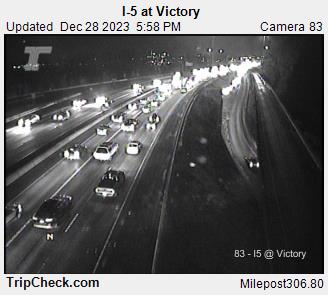 I-5 at Victory
Updated Dec 28 2023 5:58 PM Camera 83
T
N
83 - I5 @ Victory
TripCheck.com Milepost306.80